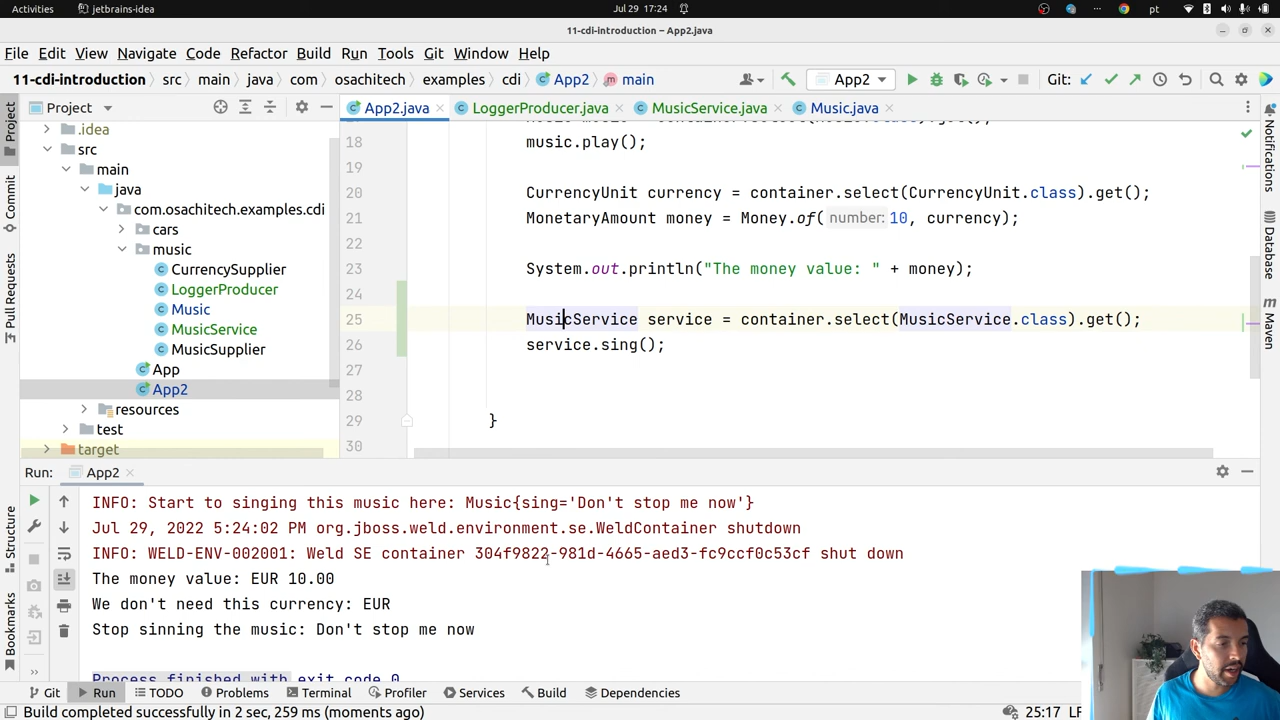 Activities jetbrains-idea Jul 29 17:24 pt
11-cdi-introduction – App2.java
File Edit View Navigate Code Refactor Build Run Tools Git Window Help
11-cdi-introduction src main java com osachitech examples cdi App2 main App2 Git:
Project App2.java LoggerProducer.java MusicService.java Music.java
.idea
src
main
java
com.osachitech.examples.cdi
cars
music
CurrencySupplier
LoggerProducer
Music
MusicService
MusicSupplier
App
App2
resources
test
target
18 music.play();
19
20 CurrencyUnit currency = container.select(CurrencyUnit.class).get();
21 MonetaryAmount money = Money.of( number: 10, currency);
22
23 System.out.println("The money value: " + money);
24
25 MusicService service = container.select(MusicService.class).get();
26 service.sing();
27
28
29 }
30
Project
Commit
Pull Requests
Structure
Bookmarks
Notifications
Database
Maven
Run: App2
INFO: Start to singing this music here: Music{sing='Don't stop me now'}
Jul 29, 2022 5:24:02 PM org.jboss.weld.environment.se.WeldContainer shutdown
INFO: WELD-ENV-002001: Weld SE container 304f9822-981d-4665-aed3-fc9ccf0c53cf shut down
The money value: EUR 10.00
We don't need this currency: EUR
Stop sinning the music: Don't stop me now
Process finished with exit code 0
Git Run TODO Problems Terminal Profiler Services Build Dependencies
Build completed successfully in 2 sec, 259 ms (moments ago) 25:17 LF